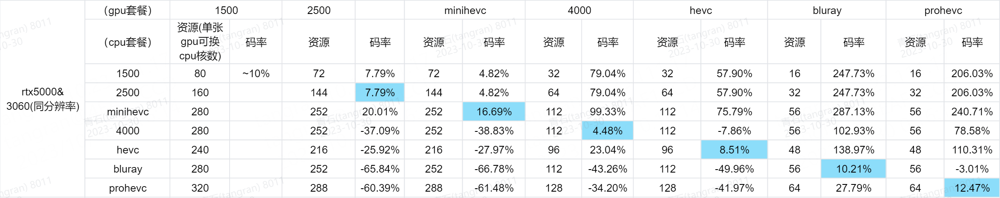 (gpu套餐) 1500 2500 minihevc 4000 hevc bluray prohevc
(cpu套餐) 资源(单张gpu可换cpu核数) 码率 资源 码率 资源 码率 资源 码率 资源 码率 资源 码率 资源 码率
rtx5000&
3060(同分辨率)
1500 80 ~10% 72 7.79% 72 4.82% 32 79.04% 32 57.90% 16 247.73% 16 206.03%
2500 160 144 7.79% 144 4.82% 64 79.04% 64 57.90% 32 247.73% 32 206.03%
minihevc 280 252 20.01% 252 16.69% 112 99.33% 112 75.79% 56 287.13% 56 240.71%
4000 280 252 -37.09% 252 -38.83% 112 4.48% 112 -7.86% 56 102.93% 56 78.58%
hevc 240 216 -25.92% 216 -27.97% 96 23.04% 96 8.51% 48 138.97% 48 110.31%
bluray 280 252 -65.84% 252 -66.78% 112 -43.26% 112 -49.96% 56 10.21% 56 -3.01%
prohevc 320 288 -60.39% 288 -61.48% 128 -34.20% 128 -41.97% 64 27.79% 64 12.47%
青石(tangran) 8011
2023-10-30